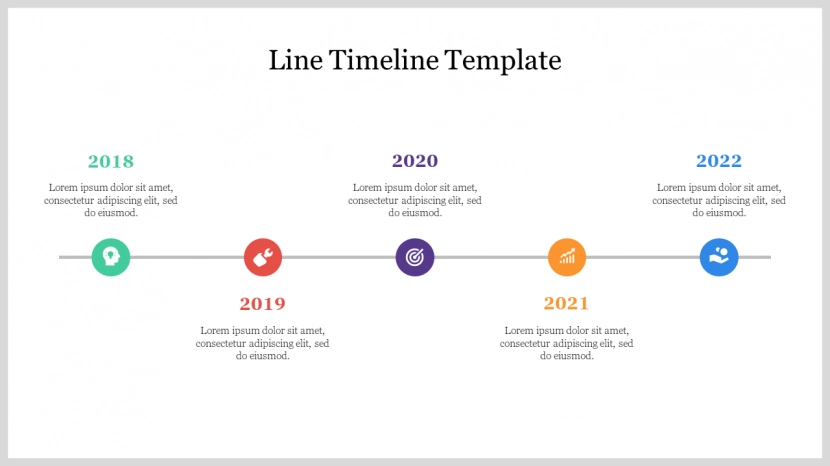 Line Timeline Template
2018
Lorem ipsum dolor sit amet,
consectetur adipiscing elit, sed
do eiusmod.
2019
Lorem ipsum dolor sit amet,
consectetur adipiscing elit, sed
do eiusmod.
2020
Lorem ipsum dolor sit amet,
consectetur adipiscing elit, sed
do eiusmod.
2021
Lorem ipsum dolor sit amet,
consectetur adipiscing elit, sed
do eiusmod.
2022
Lorem ipsum dolor sit amet,
consectetur adipiscing elit, sed
do eiusmod.